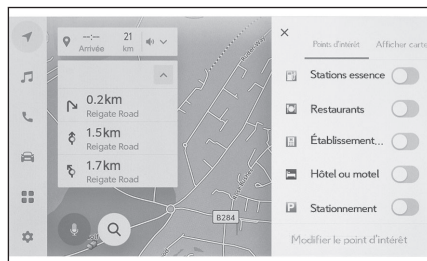 --:-- 21
Arrivée km
0.2km
Reigate Road
1.5km
Reigate Road
1.7km
Reigate Road
B284
Points d'intérêt Afficher carte
Stations essence
Restaurants
Établissement...
Hôtel ou motel
Stationnement
Modifier le point d'intérêt